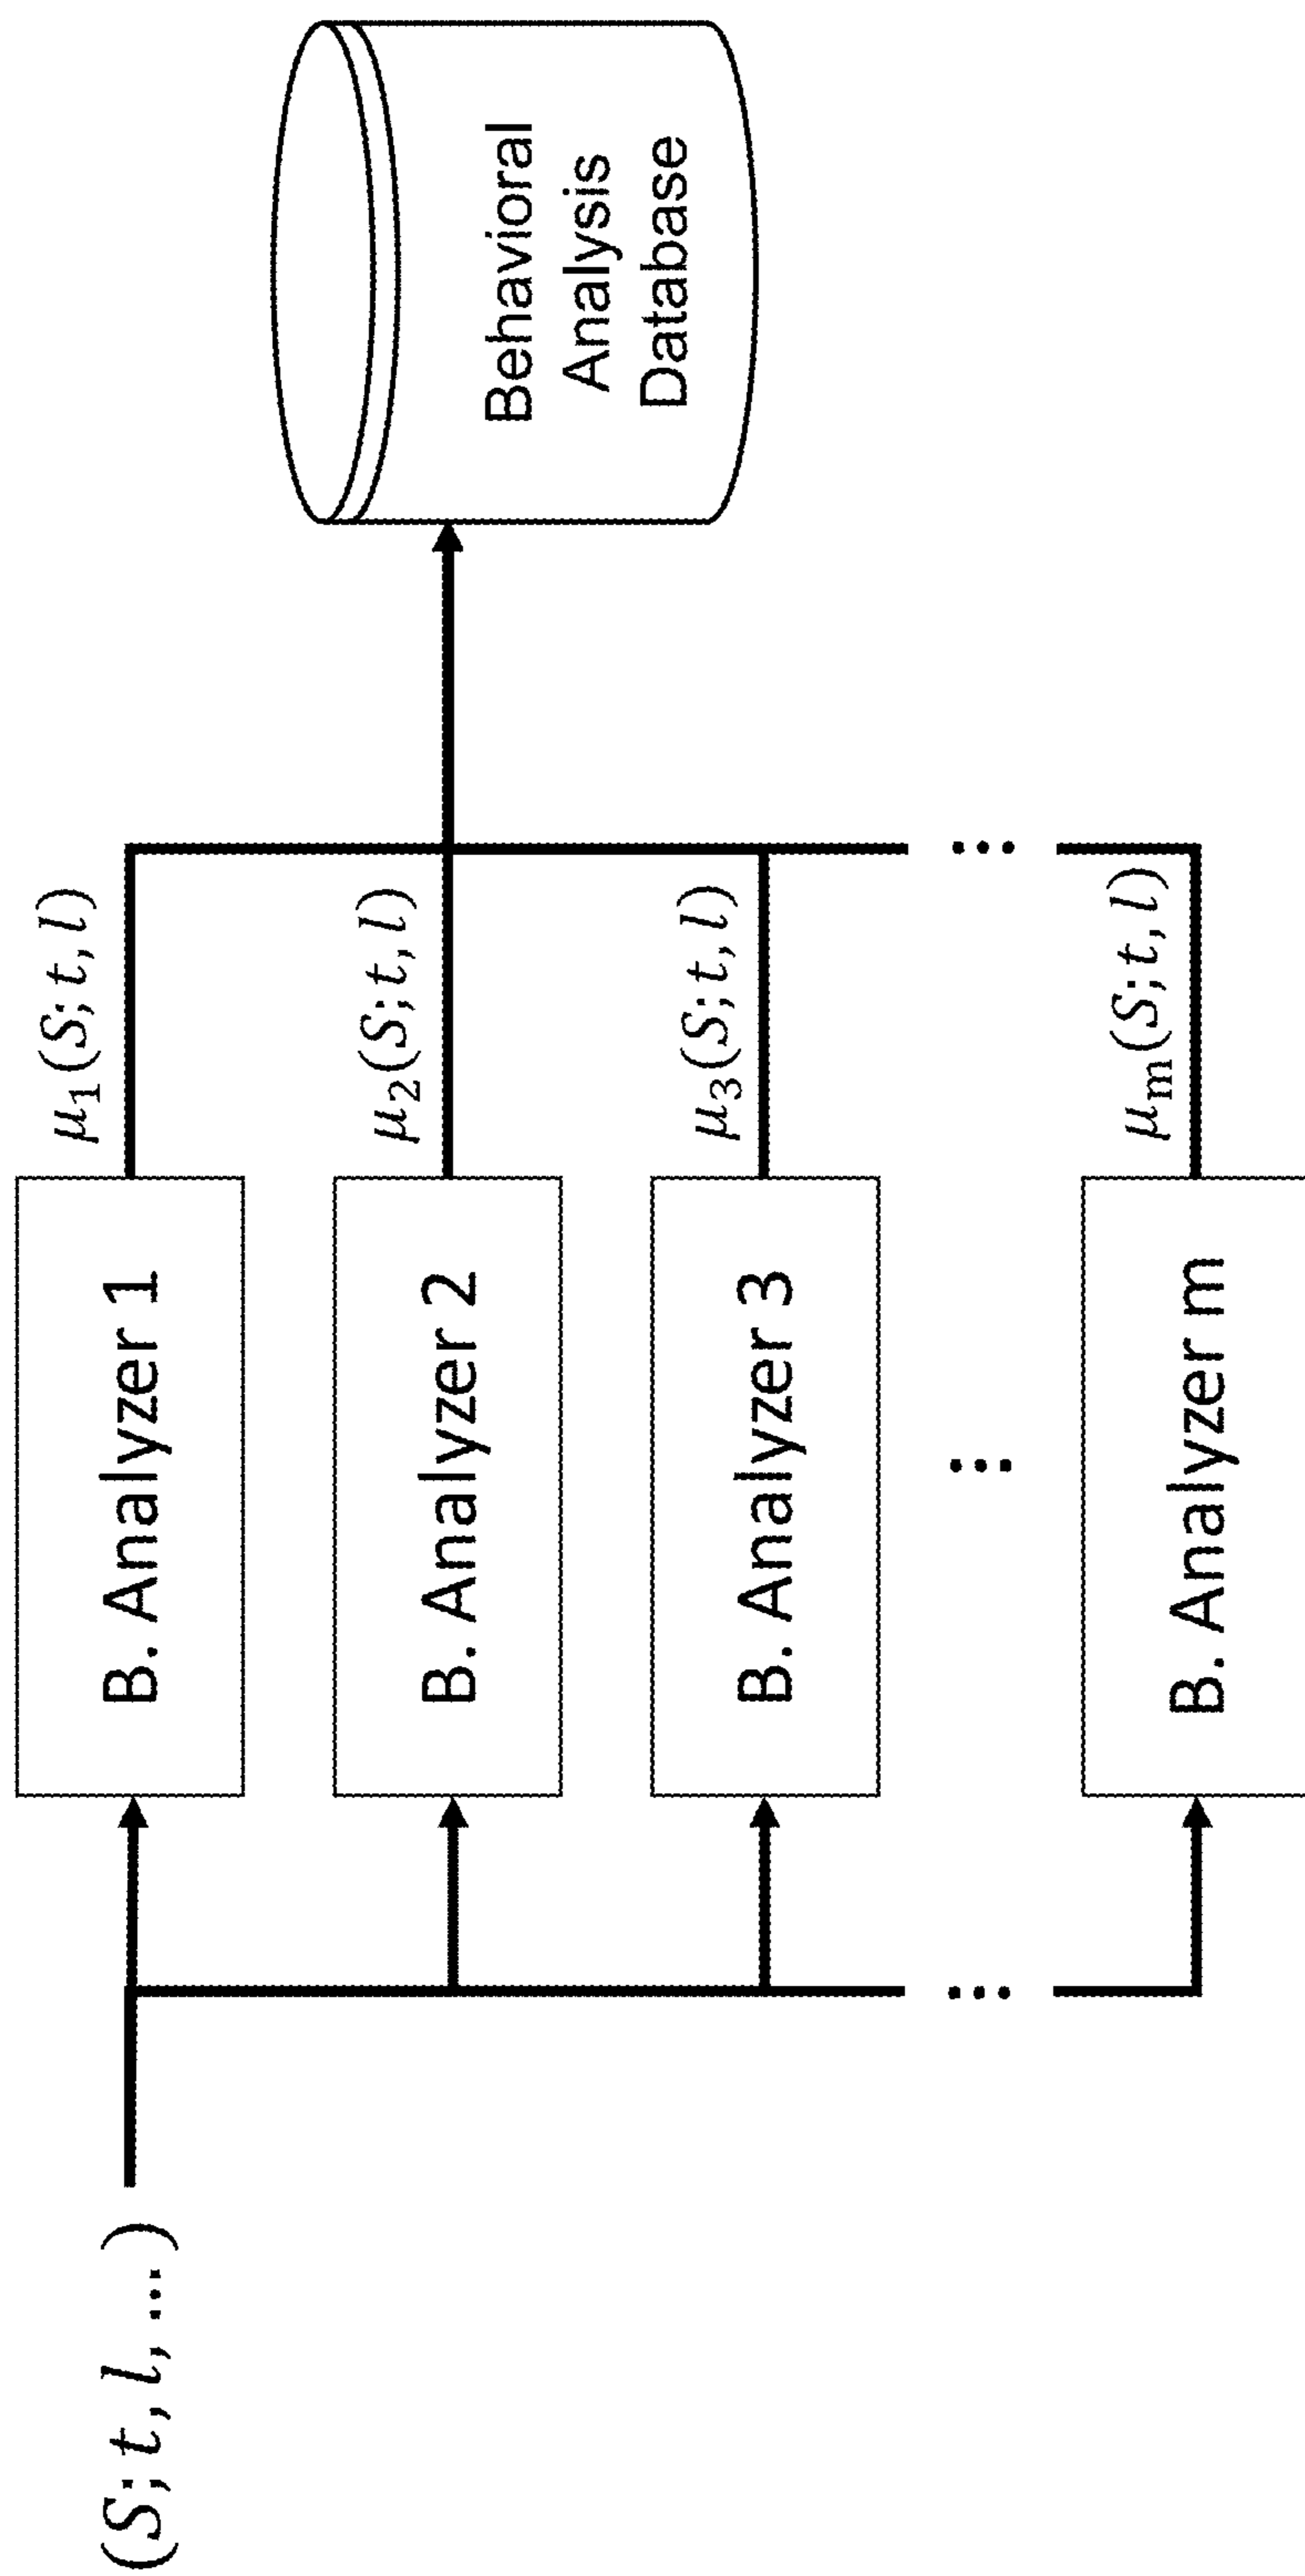 (S; t, l, ...)
B. Analyzer 1
μ₁(S; t, l)
B. Analyzer 2
μ₂(S; t, l)
B. Analyzer 3
μ₃(S; t, l)
...
...
...
B. Analyzer m
μₘ(S; t, l)
Behavioral
Analysis
Database